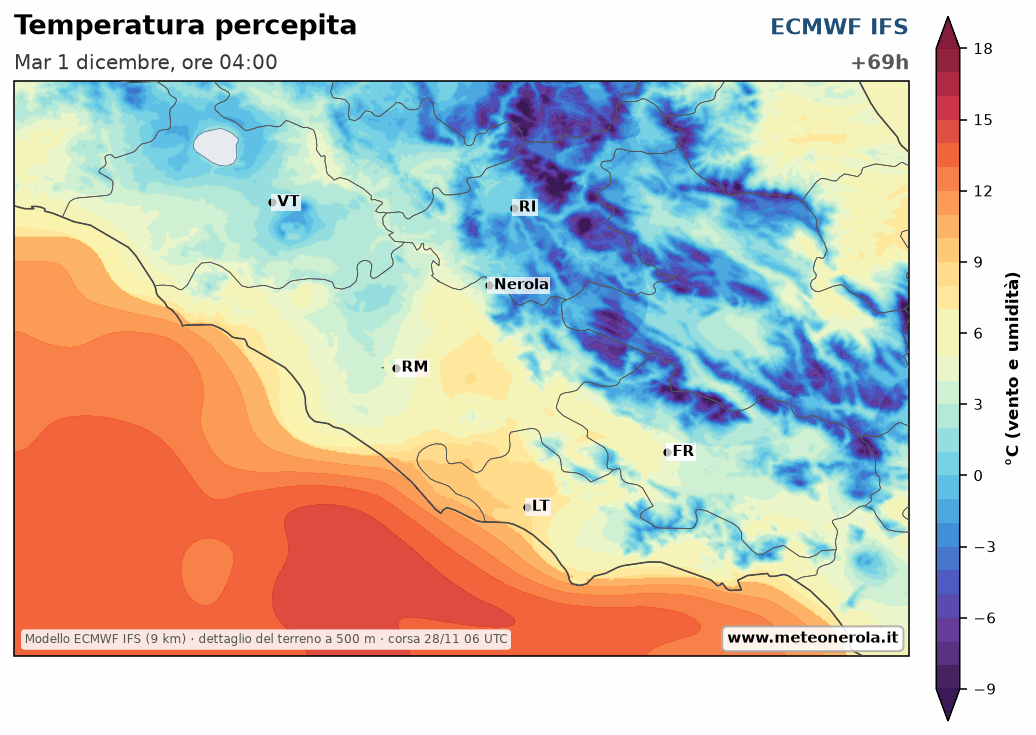 Temperatura percepita
ECMWF IFS
Mar 1 dicembre, ore 04:00
+69h
18
15
12
9
6
3
0
−3
−6
−9
°C (vento e umidità)
VT
RI
Nerola
RM
FR
LT
Modello ECMWF IFS (9 km) · dettaglio del terreno a 500 m · corsa 28/11 06 UTC
www.meteonerola.it